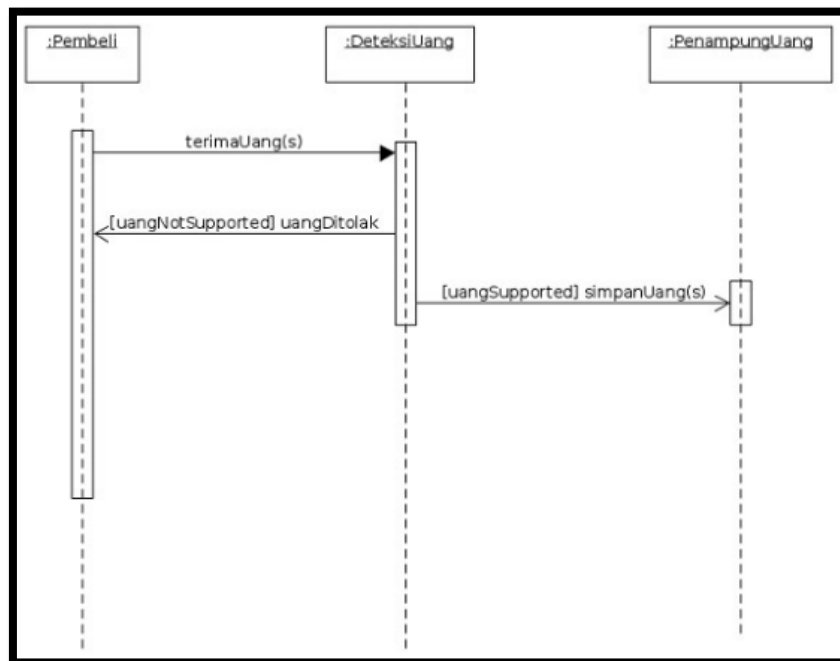 :Pembeli
:DeteksiUang
:PenampungUang
terimaUang(s)
[uangNotSupported] uangDitolak
[uangSupported] simpanUang(s)